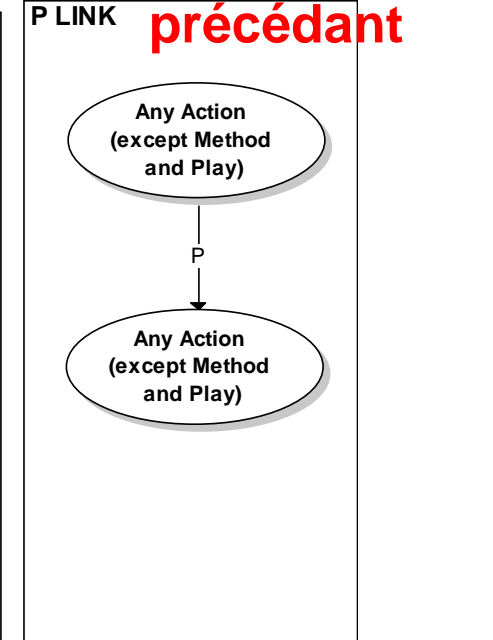 P LINK précédant
Any Action
(except Method
and Play)
P
Any Action
(except Method
and Play)